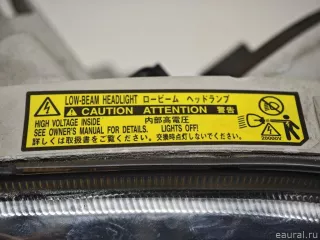 LOW-BEAM HEADLIGHT ロービーム ヘッドランプ
CAUTION ATTENTION 警告
HIGH VOLTAGE INSIDE 内部高電圧
SEE OWNER'S MANUAL FOR DETAILS. LIGHTS OFF!
詳しくは取扱書をご覧ください。交換時点灯しないでください。
20000V
eaural.ru